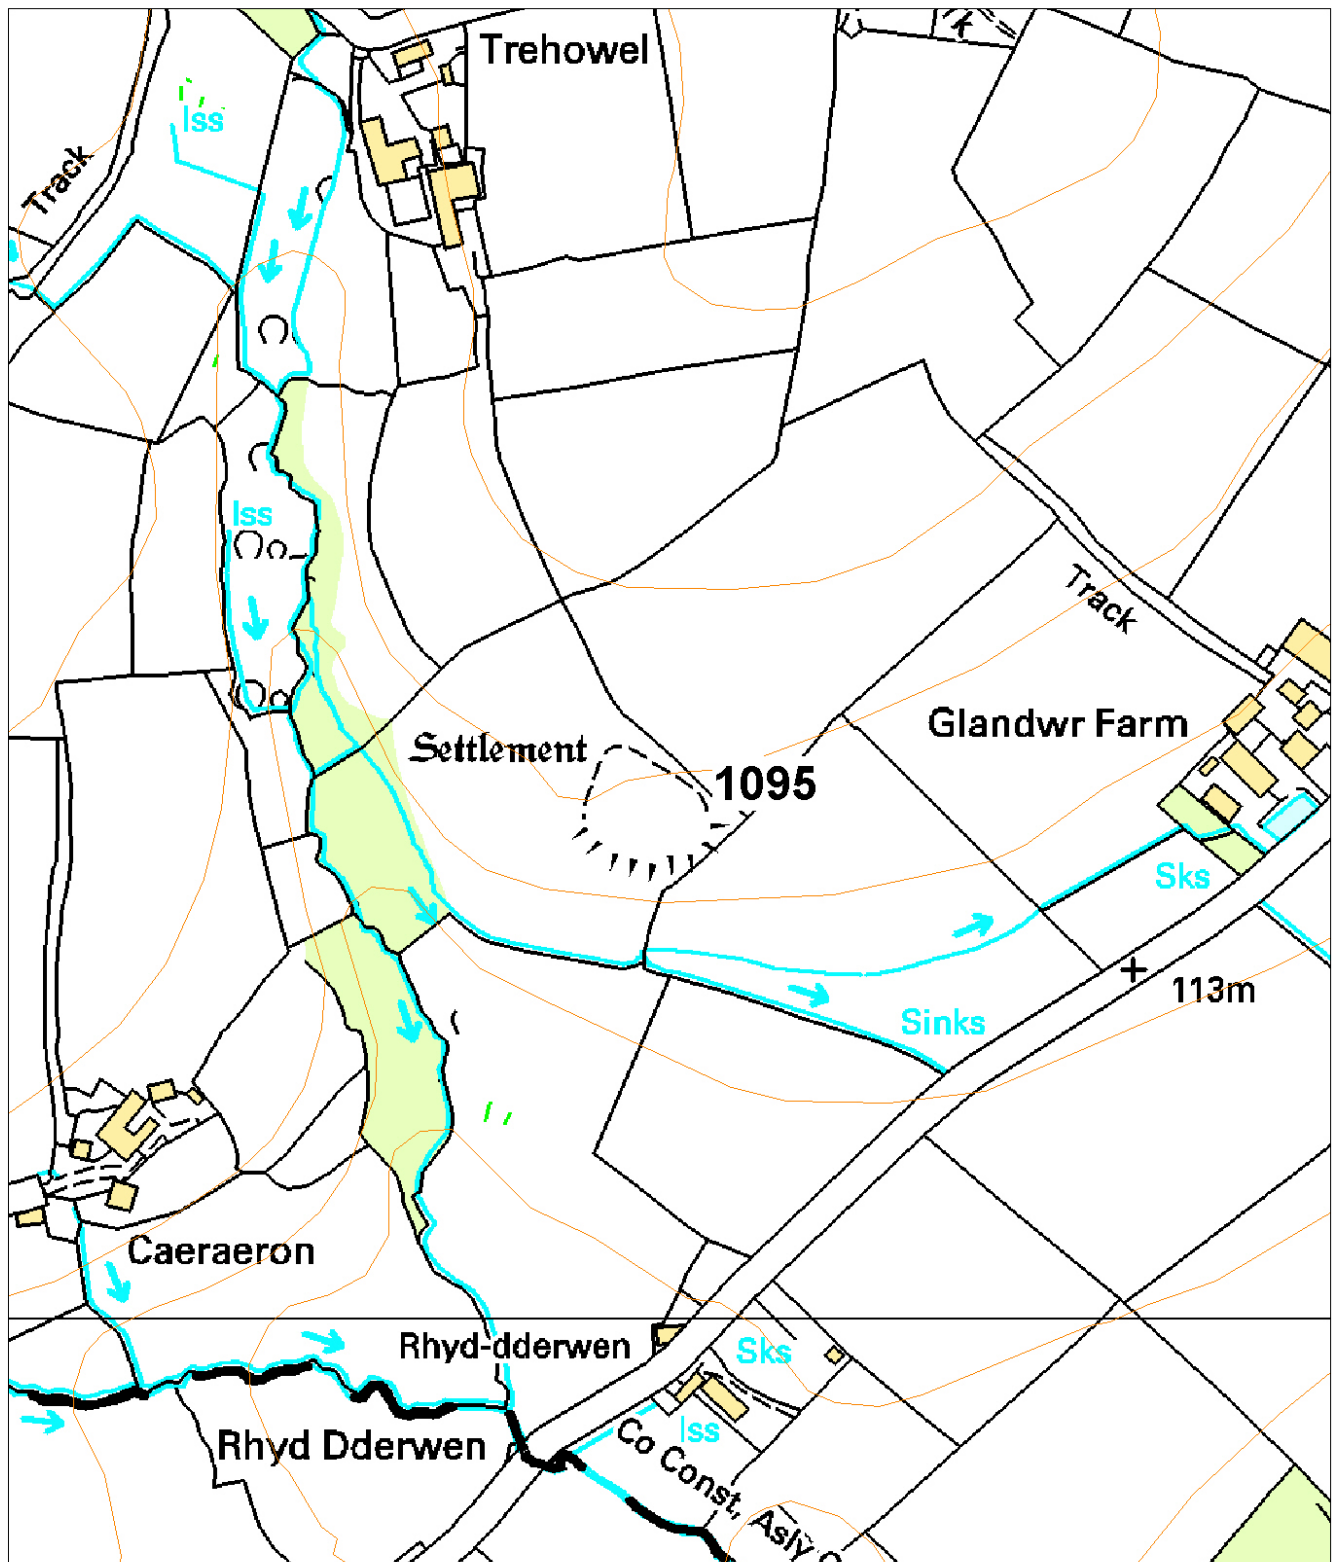 Trehowel
Iss
Track
Iss
Track
Settlement
1095
Glandwr Farm
Sks
113m
Sinks
Caeraeron
Rhyd-dderwen
Sks
Iss
Rhyd Dderwen
Co Const, Asly